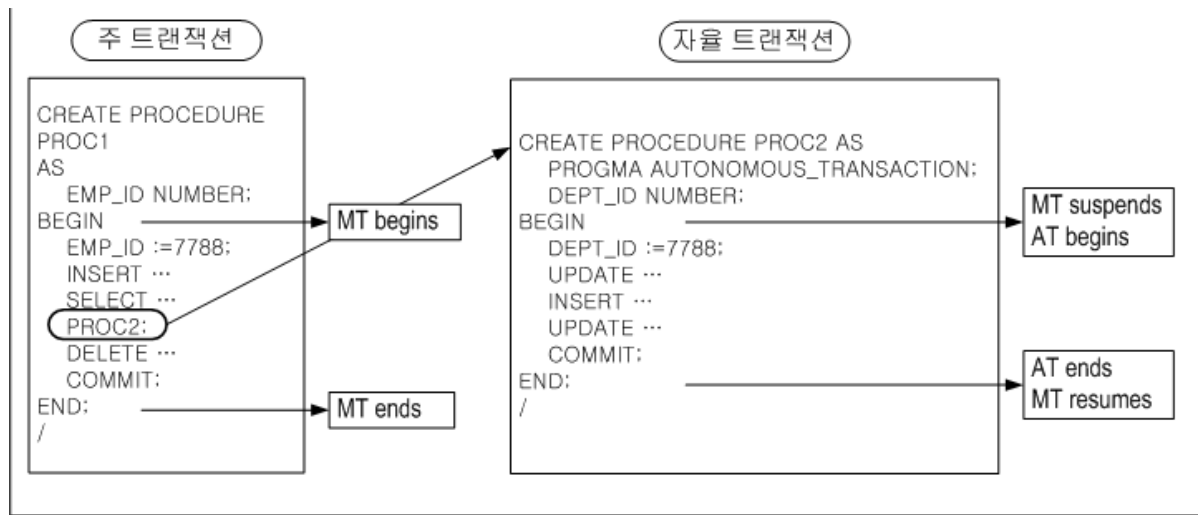 주 트랜잭션
CREATE PROCEDURE
PROC1
AS
EMP_ID NUMBER;
BEGIN
EMP_ID :=7788;
INSERT ···
SELECT ···
PROC2;
DELETE ···
COMMIT;
END;
/
MT begins
MT ends
자율 트랜잭션
CREATE PROCEDURE PROC2 AS
PROGMA AUTONOMOUS_TRANSACTION;
DEPT_ID NUMBER;
BEGIN
DEPT_ID :=7788;
UPDATE ···
INSERT ···
UPDATE ···
COMMIT;
END;
/
MT suspends
AT begins
AT ends
MT resumes